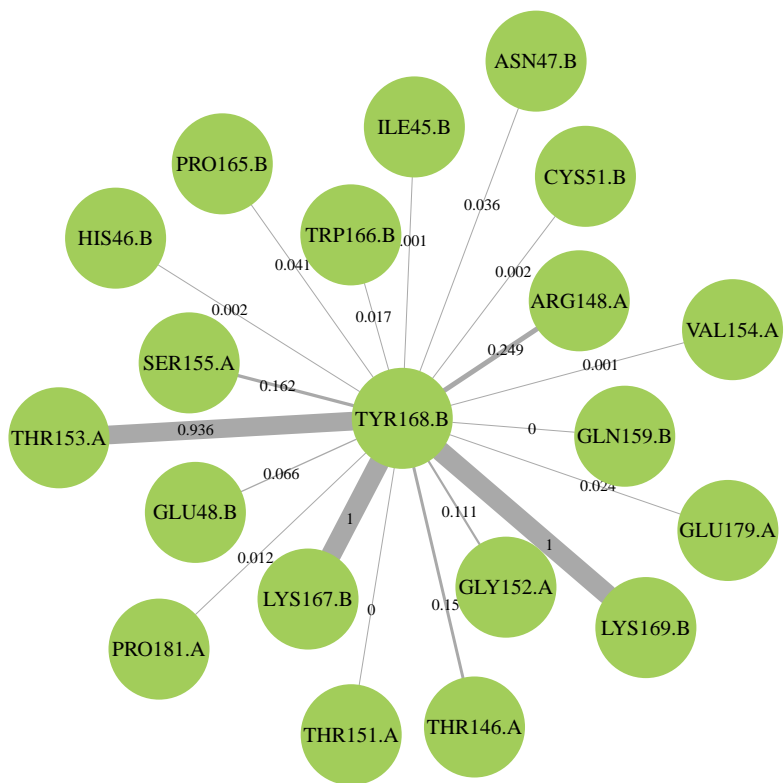 ASN47.B
ILE45.B
PRO165.B
CYS51.B
0.036
HIS46.B
TRP166.B
.001
0.041
0.002
ARG148.A
0.002
0.017
VAL154.A
0.249
SER155.A
0.001
0.162
TYR168.B
THR153.A
0.936
0
GLN159.B
0.066
0.024
GLU48.B
0.111
1
GLU179.A
0.012
1
GLY152.A
LYS167.B
0
0.15
LYS169.B
PRO181.A
THR146.A
THR151.A